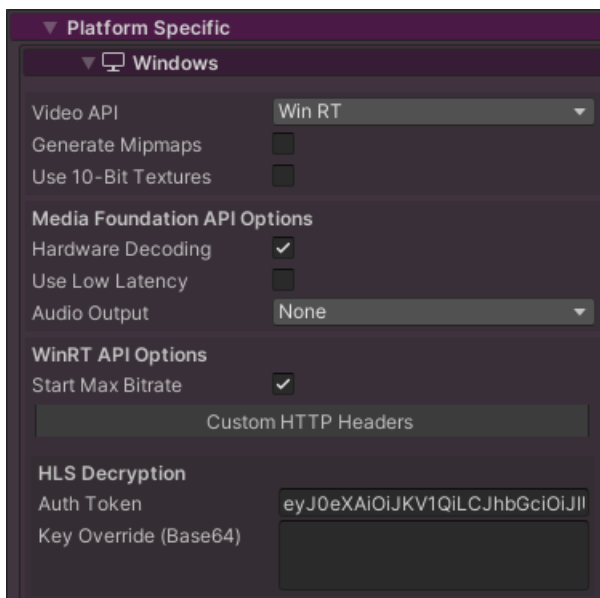 Platform Specific
Windows
Video API Win RT
Generate Mipmaps
Use 10-Bit Textures
Media Foundation API Options
Hardware Decoding
Use Low Latency
Audio Output None
WinRT API Options
Start Max Bitrate
Custom HTTP Headers
HLS Decryption
Auth Token eyJ0eXAiOiJKV1QiLCJhbGciOiJIU
Key Override (Base64)